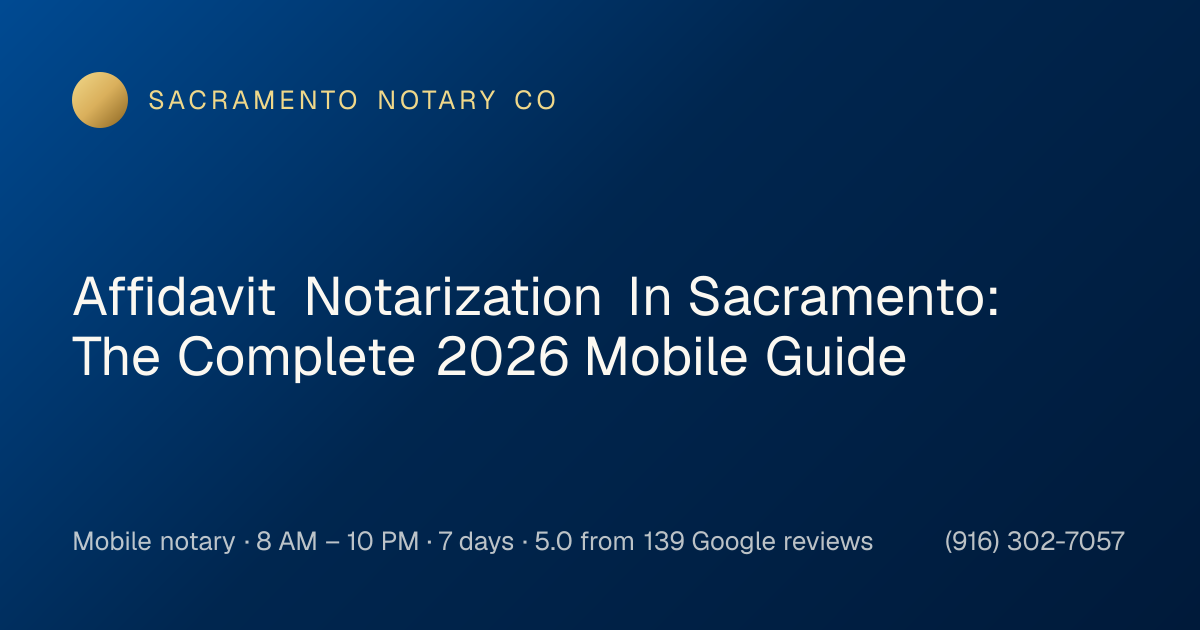 SACRAMENTO NOTARY CO
Affidavit Notarization In Sacramento:
The Complete 2026 Mobile Guide
Mobile notary · 8 AM – 10 PM · 7 days · 5.0 from 139 Google reviews
(916) 302-7057